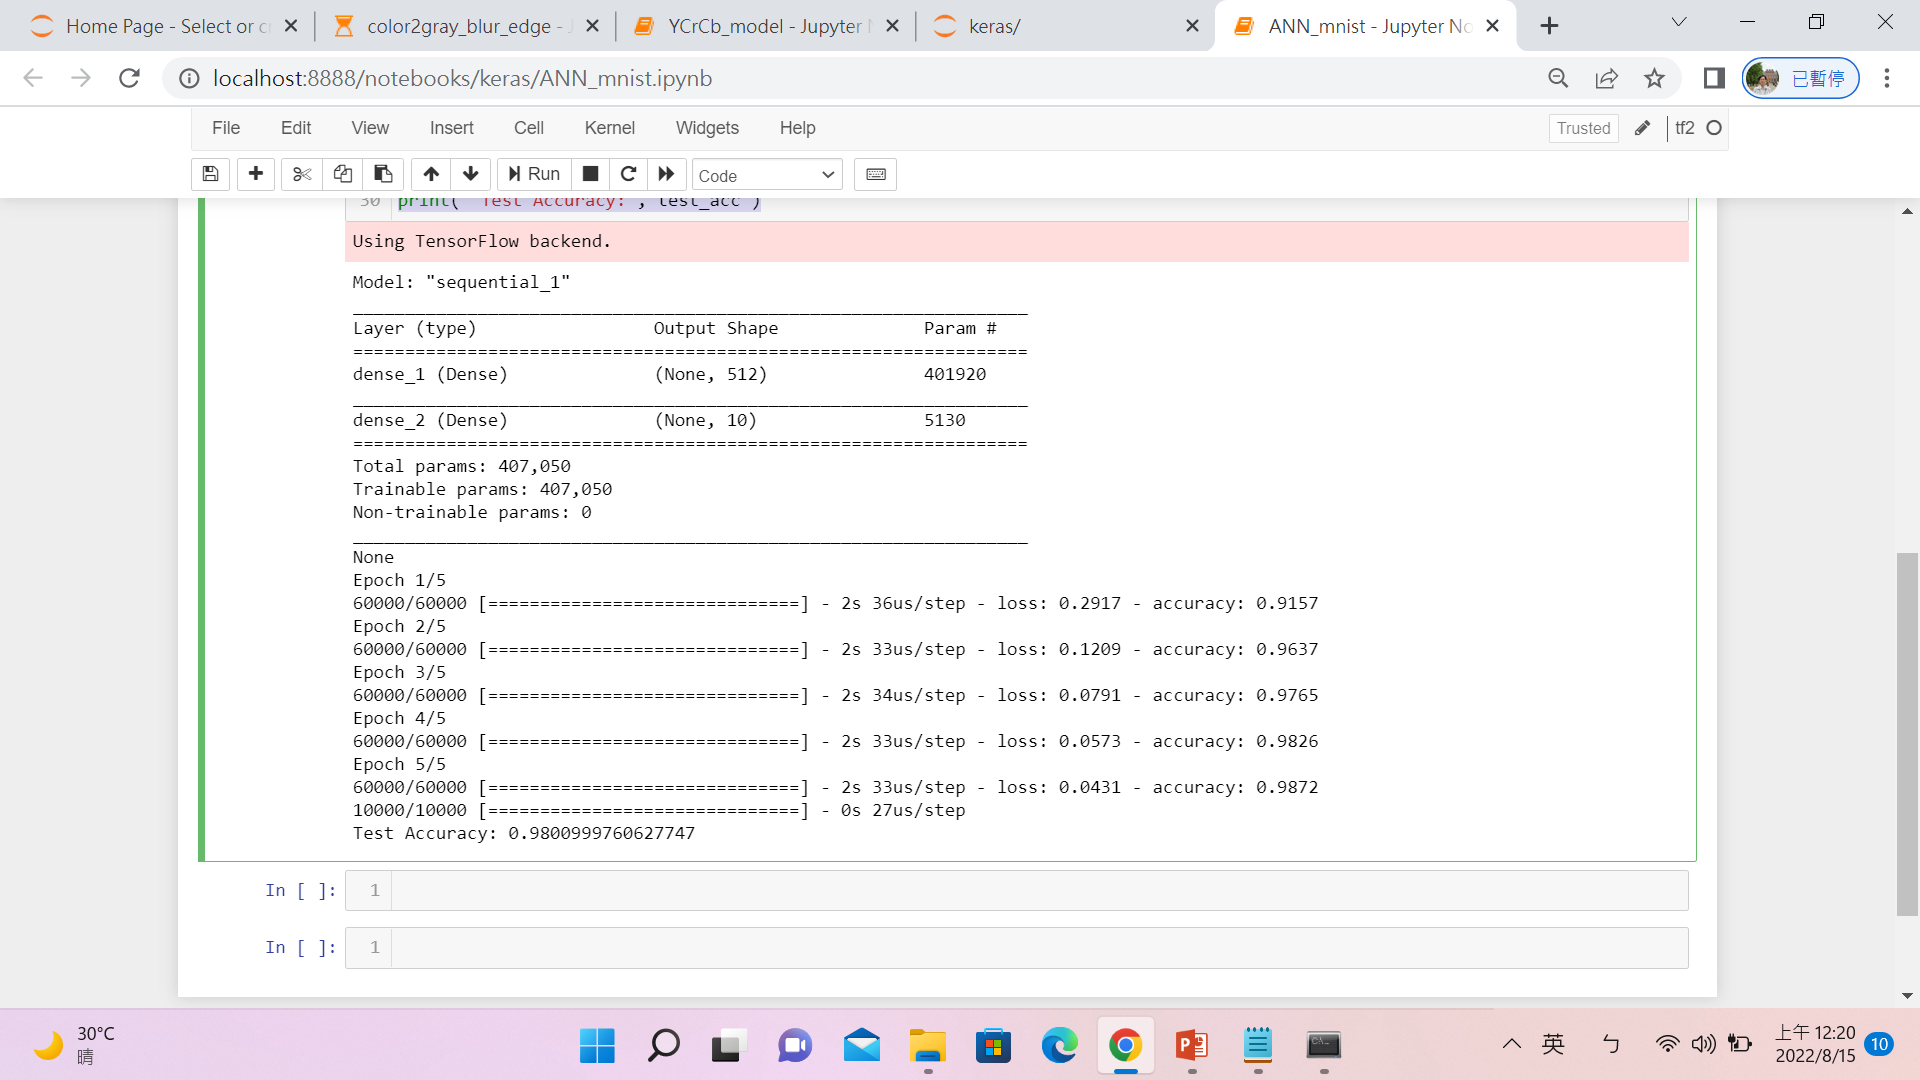 Home Page - Select or c
color2gray_blur_edge - J
YCrCb_model - Jupyter N
keras/
ANN_mnist - Jupyter No
localhost:8888/notebooks/keras/ANN_mnist.ipynb
已暫停
File Edit View Insert Cell Kernel Widgets Help
Trusted
tf2
Run
Code
30 print( "Test Accuracy:", test_acc )
Using TensorFlow backend.
Model: "sequential_1"
_________________________________________________________________
Layer (type)                 Output Shape              Param #
=================================================================
dense_1 (Dense)              (None, 512)               401920
_________________________________________________________________
dense_2 (Dense)              (None, 10)                5130
=================================================================
Total params: 407,050
Trainable params: 407,050
Non-trainable params: 0
_________________________________________________________________
None
Epoch 1/5
60000/60000 [==============================] - 2s 36us/step - loss: 0.2917 - accuracy: 0.9157
Epoch 2/5
60000/60000 [==============================] - 2s 33us/step - loss: 0.1209 - accuracy: 0.9637
Epoch 3/5
60000/60000 [==============================] - 2s 34us/step - loss: 0.0791 - accuracy: 0.9765
Epoch 4/5
60000/60000 [==============================] - 2s 33us/step - loss: 0.0573 - accuracy: 0.9826
Epoch 5/5
60000/60000 [==============================] - 2s 33us/step - loss: 0.0431 - accuracy: 0.9872
10000/10000 [==============================] - 0s 27us/step
Test Accuracy: 0.9800999760627747
In [ ]: 1
In [ ]: 1
30°C
晴
英
ㄅ
上午 12:20
2022/8/15
10